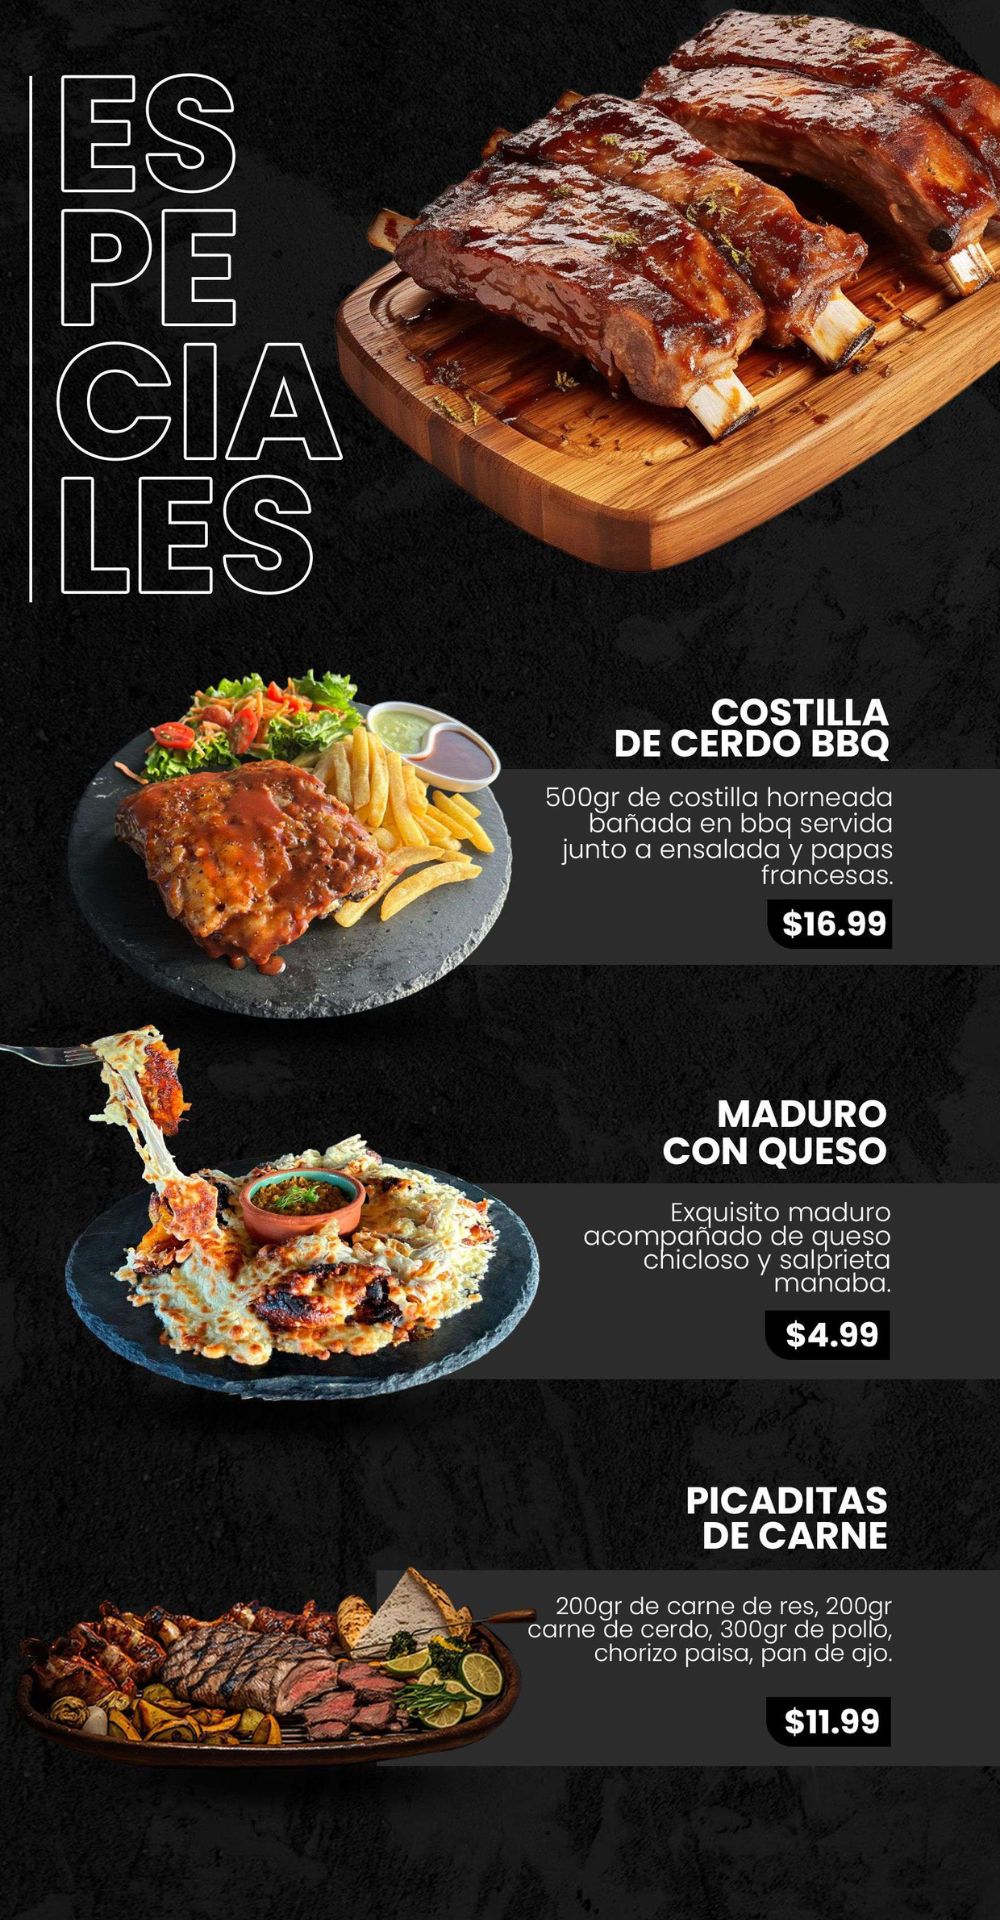 ES
PE
CIA
LES
COSTILLA
DE CERDO BBQ
500gr de costilla horneada
bañada en bbq servida
junto a ensalada y papas
francesas.
$16.99
MADURO
CON QUESO
Exquisito maduro
acompañado de queso
chicloso y salprieta
manaba.
$4.99
PICADITAS
DE CARNE
200gr de carne de res, 200gr
carne de cerdo, 300gr de pollo,
chorizo paisa, pan de ajo.
$11.99